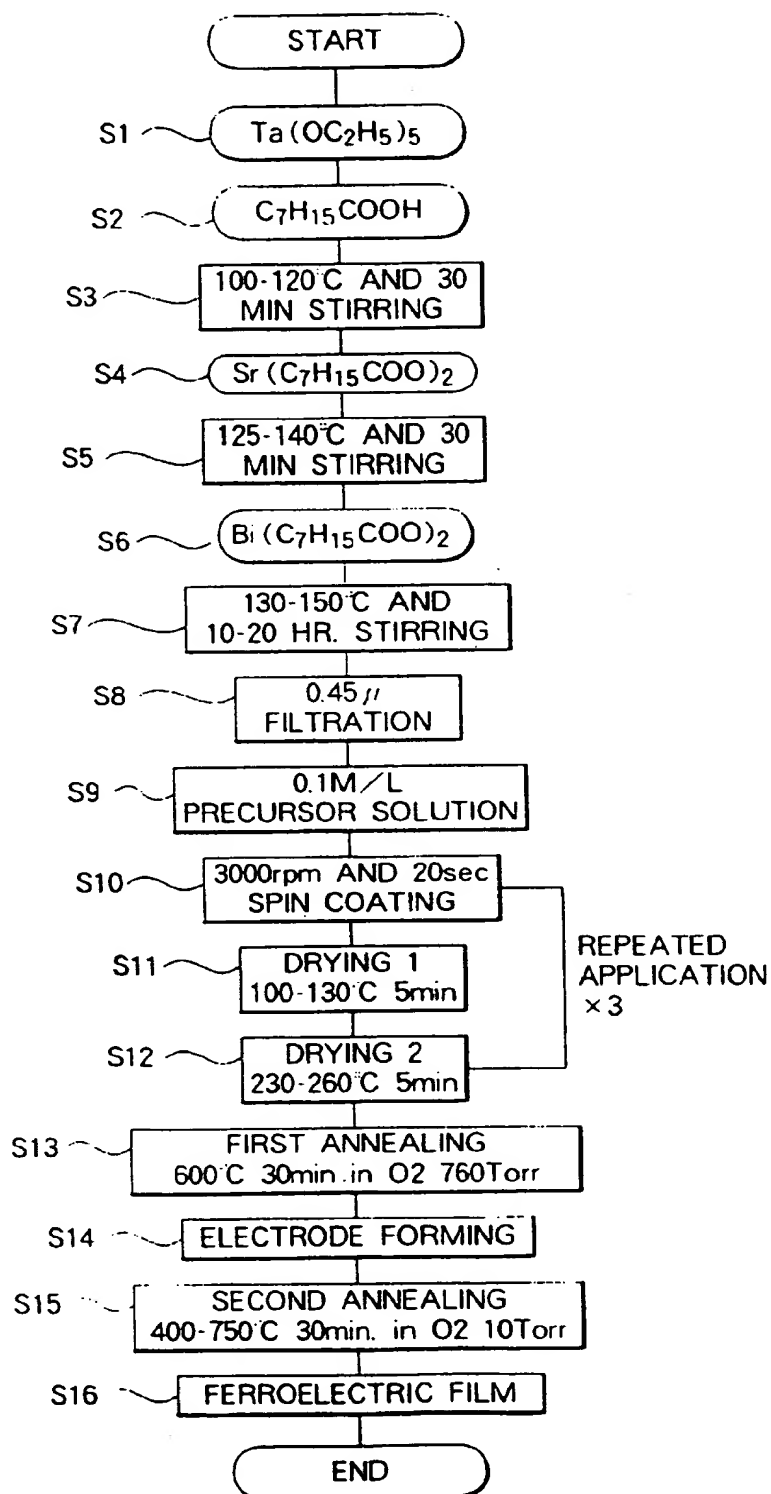 START
S1
Ta(OC2H5)5
S2
C7H15COOH
S3
100-120°C AND 30
MIN STIRRING
S4
Sr(C7H15COO)2
S5
125-140°C AND 30
MIN STIRRING
S6
Bi(C7H15COO)2
S7
130-150°C AND
10-20 HR. STIRRING
S8
0.45μ
FILTRATION
S9
0.1M/L
PRECURSOR SOLUTION
S10
3000rpm AND 20sec
SPIN COATING
S11
DRYING 1
100-130°C 5min
REPEATED
APPLICATION
×3
S12
DRYING 2
230-260°C 5min
S13
FIRST ANNEALING
600°C 30min. in O2 760Torr
S14
ELECTRODE FORMING
S15
SECOND ANNEALING
400-750°C 30min. in O2 10Torr
S16
FERROELECTRIC FILM
END